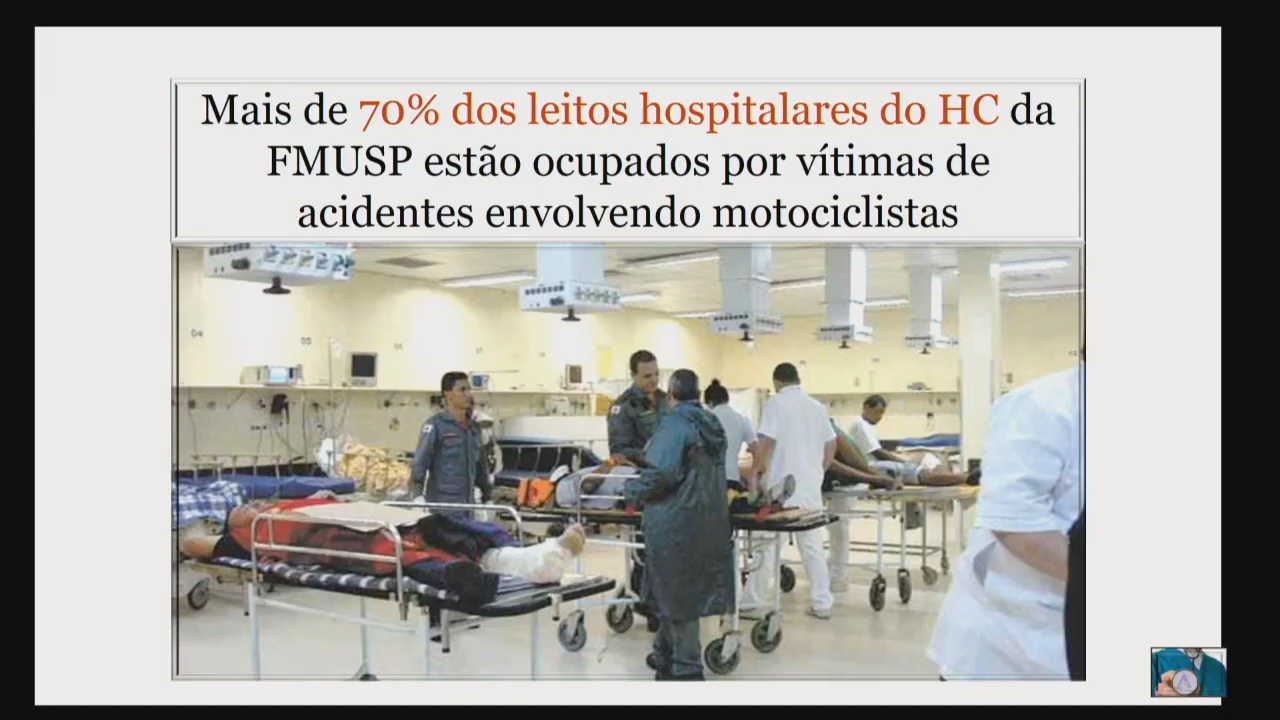 Mais de 70% dos leitos hospitalares do HC da
FMUSP estão ocupados por vítimas de
acidentes envolvendo motociclistas